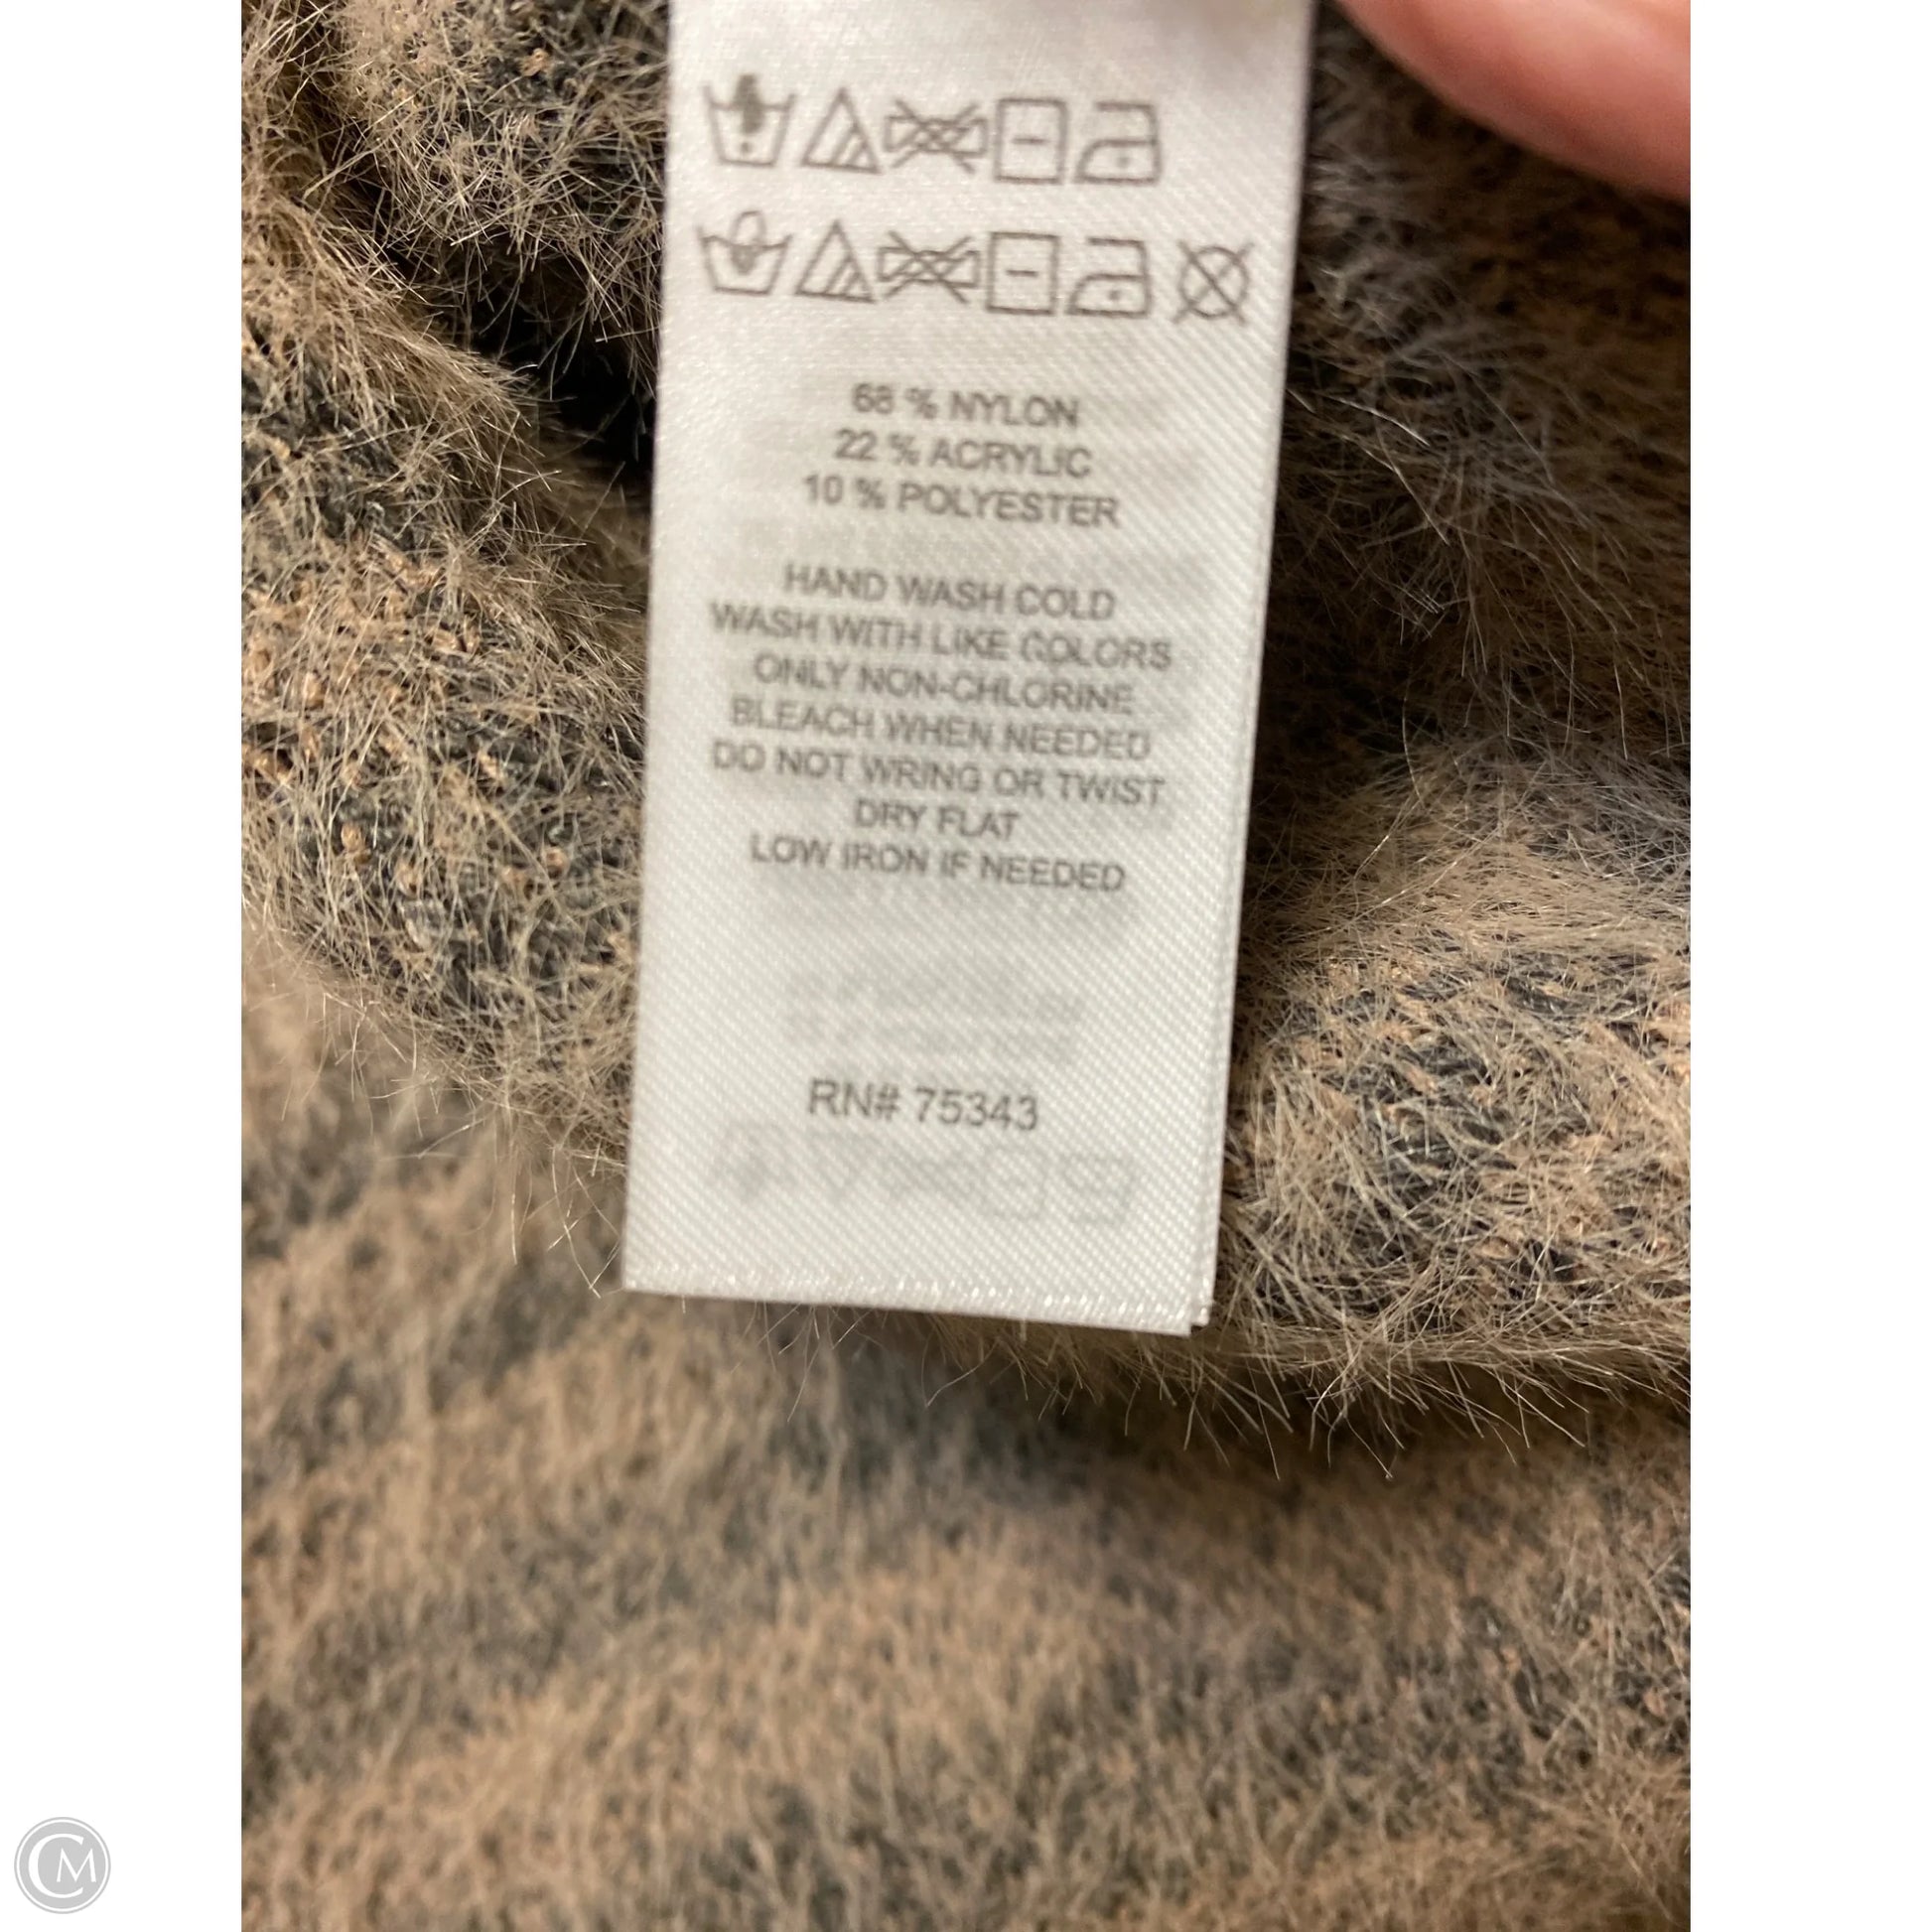 68 % NYLON
22 % ACRYLIC
10 % POLYESTER
HAND WASH COLD
WASH WITH LIKE COLORS
ONLY NON-CHLORINE
BLEACH WHEN NEEDED
DO NOT WRING OR TWIST
DRY FLAT
LOW IRON IF NEEDED
RN# 75343
CM